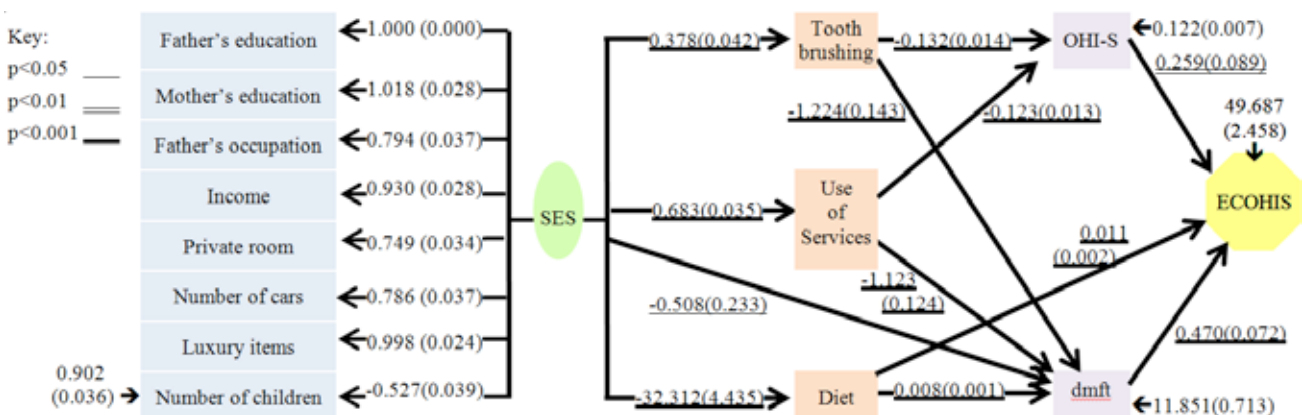 Key:
p<0.05
p<0.01
p<0.001
Father's education
Mother's education
Father's occupation
Income
Private room
Number of cars
Luxury items
Number of children
0.902
(0.036)
1.000 (0.000)
1.018 (0.028)
0.794 (0.037)
0.930 (0.028)
0.749 (0.034)
0.786 (0.037)
0.998 (0.024)
-0.527(0.039)
SES
0.378(0.042)
0.683(0.035)
-0.508(0.233)
-32.312(4.435)
Tooth
brushing
Use
of
Services
Diet
-0.132(0.014)
-1.224(0.143)
-0.123(0.013)
-1.123
(0.124)
0.008(0.001)
OHI-S
dmft
0.122(0.007)
0.259(0.089)
0.011
(0.002)
0.470(0.072)
11.851(0.713)
49.687
(2.458)
ECOHIS